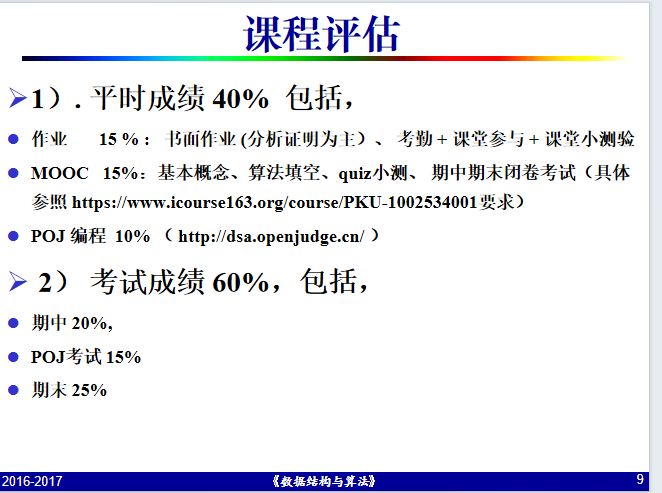 课程评估
1）. 平时成绩 40% 包括，
作业 15 %： 书面作业 (分析证明为主）、 考勤 + 课堂参与 + 课堂小测验
MOOC 15%：基本概念、算法填空、quiz小测、 期中期末闭卷考试（具体
参照 https://www.icourse163.org/course/PKU-1002534001要求）
POJ 编程 10% （ http://dsa.openjudge.cn/ ）
2） 考试成绩 60%，包括，
期中 20%,
POJ考试 15%
期末 25%
2016-2017 《数据结构与算法》 9